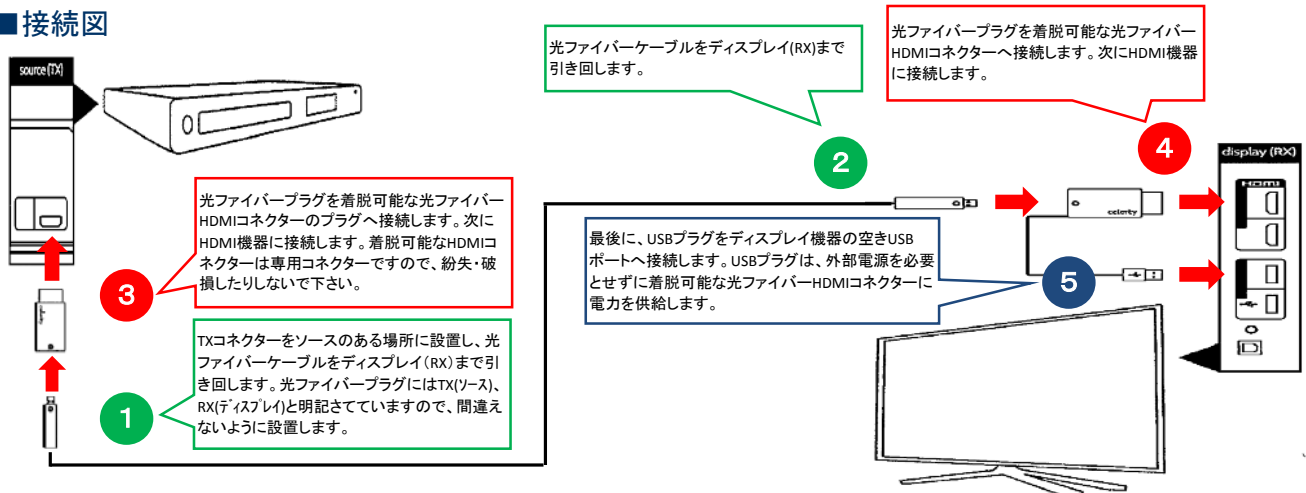 ■接続図
source(TX)
光ファイバーケーブルをディスプレイ(RX)まで
引き回します。
2
光ファイバープラグを着脱可能な光ファイバー
HDMIコネクターへ接続します。次にHDMI機器
に接続します。
4
display (RX)
HDMI
celerity
光ファイバープラグを着脱可能な光ファイバー
HDMIコネクターのプラグへ接続します。次に
HDMI機器に接続します。着脱可能なHDMIコ
ネクターは専用コネクターですので、紛失・破
損したりしないで下さい。
3
最後に、USBプラグをディスプレイ機器の空きUSB
ポートへ接続します。USBプラグは、外部電源を必要
とせずに着脱可能な光ファイバーHDMIコネクターに
電力を供給します。
5
TXコネクターをソースのある場所に設置し、光
ファイバーケーブルをディスプレイ（RX）まで引
き回します。光ファイバープラグにはTX(ソース)、
RX(ディスプレイ)と明記さてていますので、間違え
ないように設置します。
1